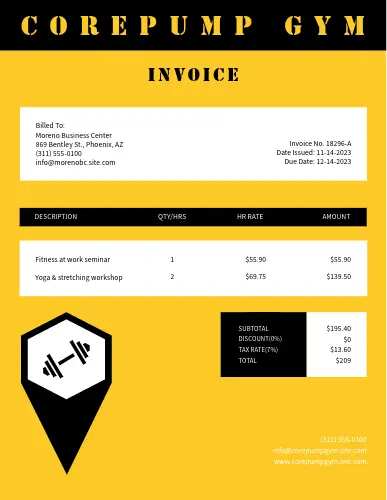 COREPUMP GYM
INVOICE
Billed To:
Moreno Business Center
869 Bentley St., Phoenix, AZ
(311) 555-0100
info@morenobc.site.com
Invoice No. 18296-A
Date Issued: 11-14-2023
Due Date: 12-14-2023
DESCRIPTION QTY/HRS HR RATE AMOUNT
Fitness at work seminar 1 $55.90 $55.90
Yoga & stretching workshop 2 $69.75 $139.50
SUBTOTAL $195.40
DISCOUNT(0%) $0
TAX RATE(7%) $13.60
TOTAL $209
(312) 555-0100
info@corepumpgym.site.com
www.corepumpgym.site.com